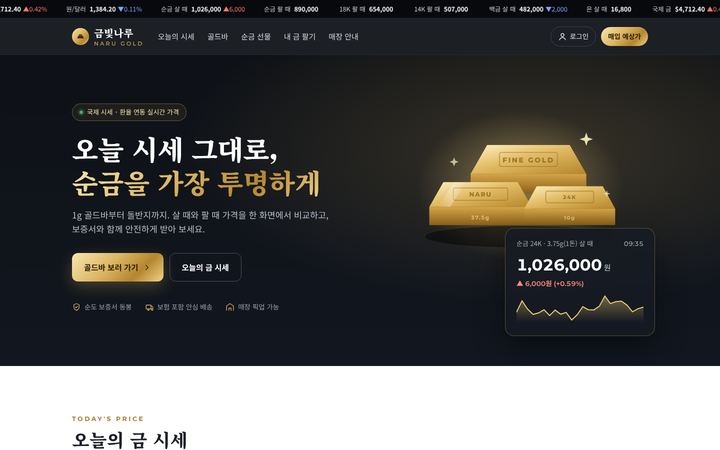 712.40 ▲0.42% 원/달러 1,384.20 ▼0.11% 순금 살 때 1,026,000 ▲6,000 순금 팔 때 890,000 18K 팔 때 654,000 14K 팔 때 507,000 백금 살 때 482,000 ▼2,000 은 살 때 16,800 국제 금 $4,712.40 ▲0.
금빛나루
NARU GOLD
오늘의 시세 골드바 순금 선물 내 금 팔기 매장 안내
로그인 매입 예상가
국제 시세 · 환율 연동 실시간 가격
오늘 시세 그대로,
순금을 가장 투명하게
1g 골드바부터 돌반지까지. 살 때와 팔 때 가격을 한 화면에서 비교하고,
보증서와 함께 안전하게 받아 보세요.
골드바 보러 가기 오늘의 금 시세
순도 보증서 동봉 보험 포함 안심 배송 매장 픽업 가능
FINE GOLD
NARU 24K
37.5g 10g
순금 24K · 3.75g(1돈) 살 때 09:35
1,026,000 원
▲ 6,000원 (+0.59%)
TODAY'S PRICE
오늘의 금 시세